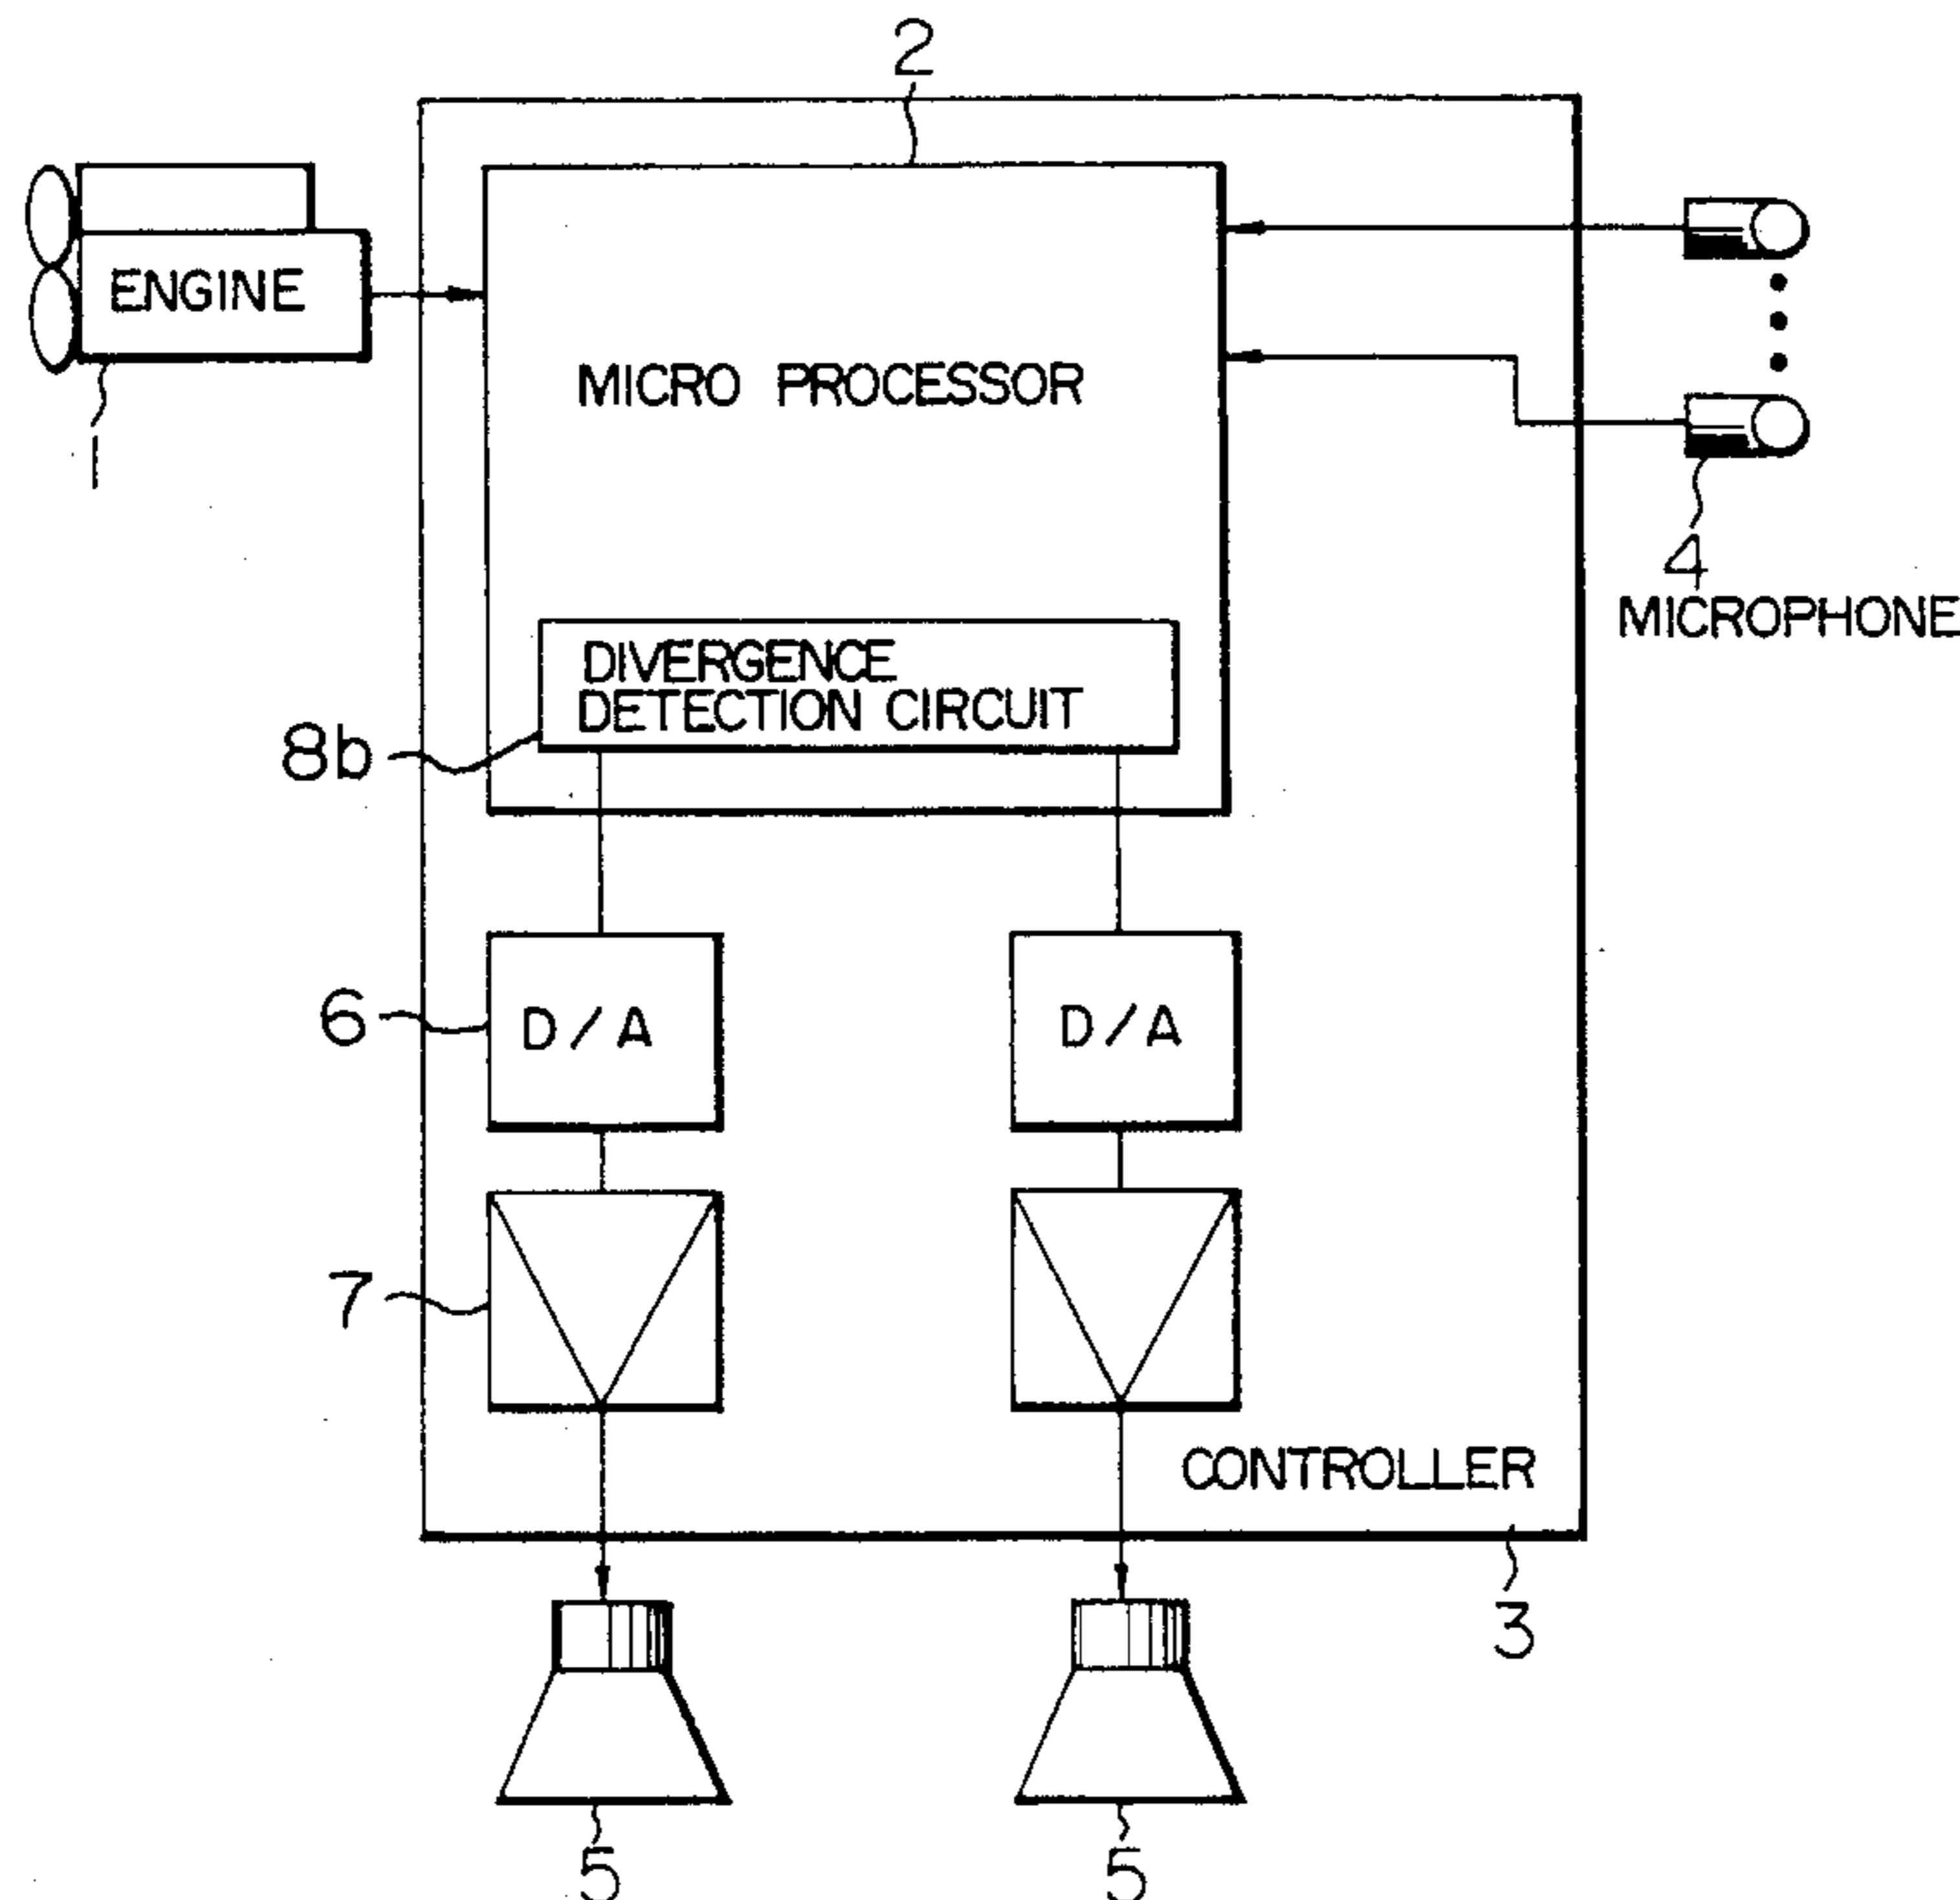 2
ENGINE
1
MICRO PROCESSOR
4
MICROPHONE
DIVERGENCE
DETECTION CIRCUIT
8b
6
D/A
D/A
7
CONTROLLER
3
5
5